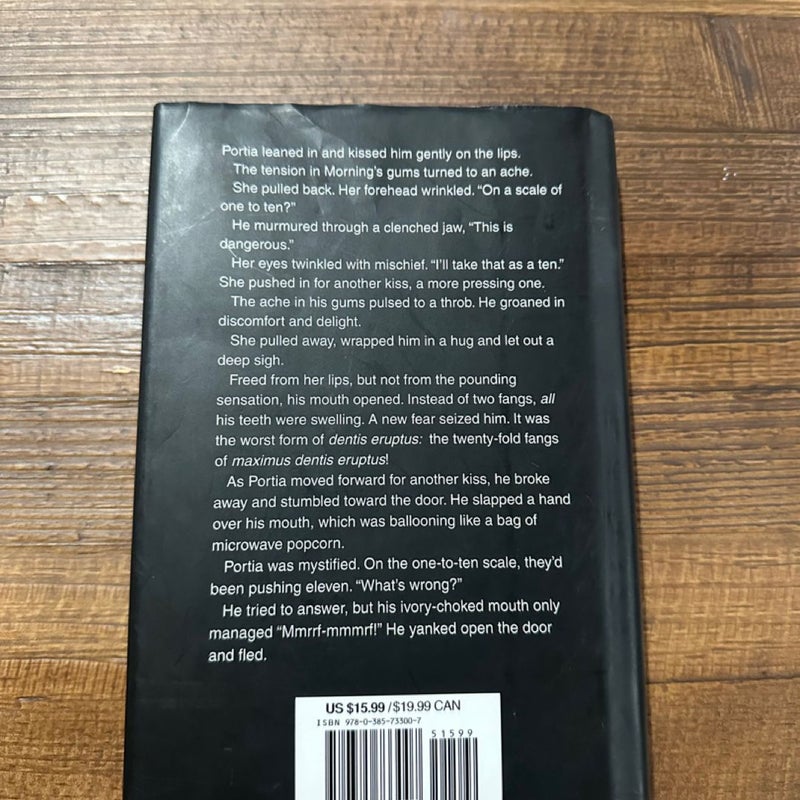 Portia leaned in and kissed him gently on the lips.
The tension in Morning's gums turned to an ache.
She pulled back. Her forehead wrinkled. "On a scale of
one to ten?"
He murmured through a clenched jaw, "This is
dangerous."
Her eyes twinkled with mischief. "I'll take that as a ten."
She pushed in for another kiss, a more pressing one.
The ache in his gums pulsed to a throb. He groaned in
discomfort and delight.
She pulled away, wrapped him in a hug and let out a
deep sigh.
Freed from her lips, but not from the pounding
sensation, his mouth opened. Instead of two fangs, all
his teeth were swelling. A new fear seized him. It was
the worst form of dentis eruptus: the twenty-fold fangs
of maximus dentis eruptus!
As Portia moved forward for another kiss, he broke
away and stumbled toward the door. He slapped a hand
over his mouth, which was ballooning like a bag of
microwave popcorn.
Portia was mystified. On the one-to-ten scale, they'd
been pushing eleven. "What's wrong?"
He tried to answer, but his ivory-choked mouth only
managed "Mmrrf-mmmrf!" He yanked open the door
and fled.
US $15.99 / $19.99 CAN
ISBN 978-0-385-73300-7
51599